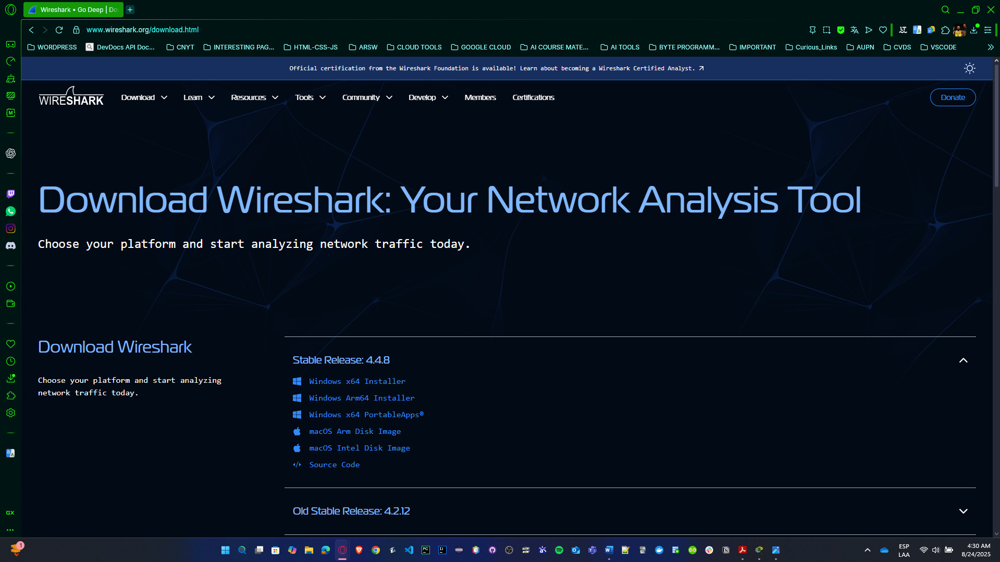 Wireshark • Go Deep | Do
www.wireshark.org/download.html
WORDPRESS
DevDocs API Doc...
CNYT
INTERESTING PAG...
HTML-CSS-JS
ARSW
CLOUD TOOLS
GOOGLE CLOUD
AI COURSE MATE...
AI TOOLS
BYTE PROGRAMM...
IMPORTANT
Curious_Links
AUPN
CVDS
VSCODE
Official certification from the Wireshark Foundation is available! Learn about becoming a Wireshark Certified Analyst.
WIRESHARK
Download
Learn
Resources
Tools
Community
Develop
Members
Certifications
Donate
Download Wireshark: Your Network Analysis Tool
Choose your platform and start analyzing network traffic today.
Download Wireshark
Choose your platform and start analyzing
network traffic today.
Stable Release: 4.4.8
Windows x64 Installer
Windows Arm64 Installer
Windows x64 PortableApps®
macOS Arm Disk Image
macOS Intel Disk Image
Source Code
Old Stable Release: 4.2.12
GX
1
ESP
LAA
4:30 AM
8/24/2025